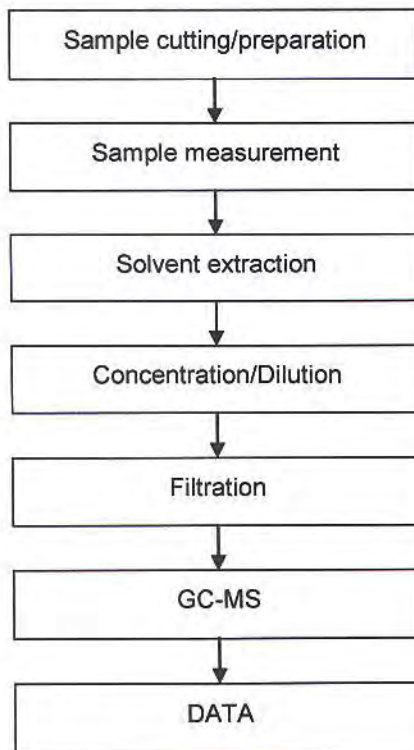 Sample cutting/preparation
Sample measurement
Solvent extraction
Concentration/Dilution
Filtration
GC-MS
DATA